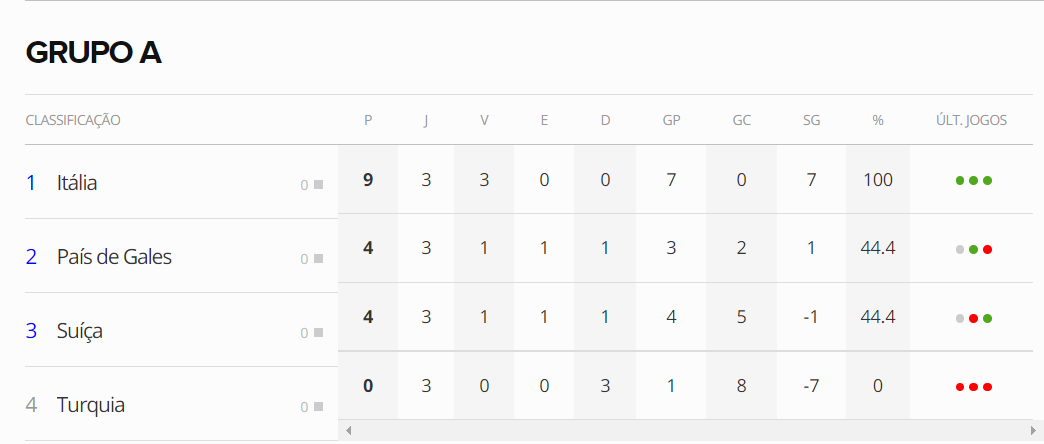 GRUPO A
CLASSIFICAÇÃO P J V E D GP GC SG % ÚLT. JOGOS
1 Itália 0 9 3 3 0 0 7 0 7 100
2 País de Gales 0 4 3 1 1 1 3 2 1 44.4
3 Suíça 0 4 3 1 1 1 4 5 -1 44.4
4 Turquia 0 0 3 0 0 3 1 8 -7 0